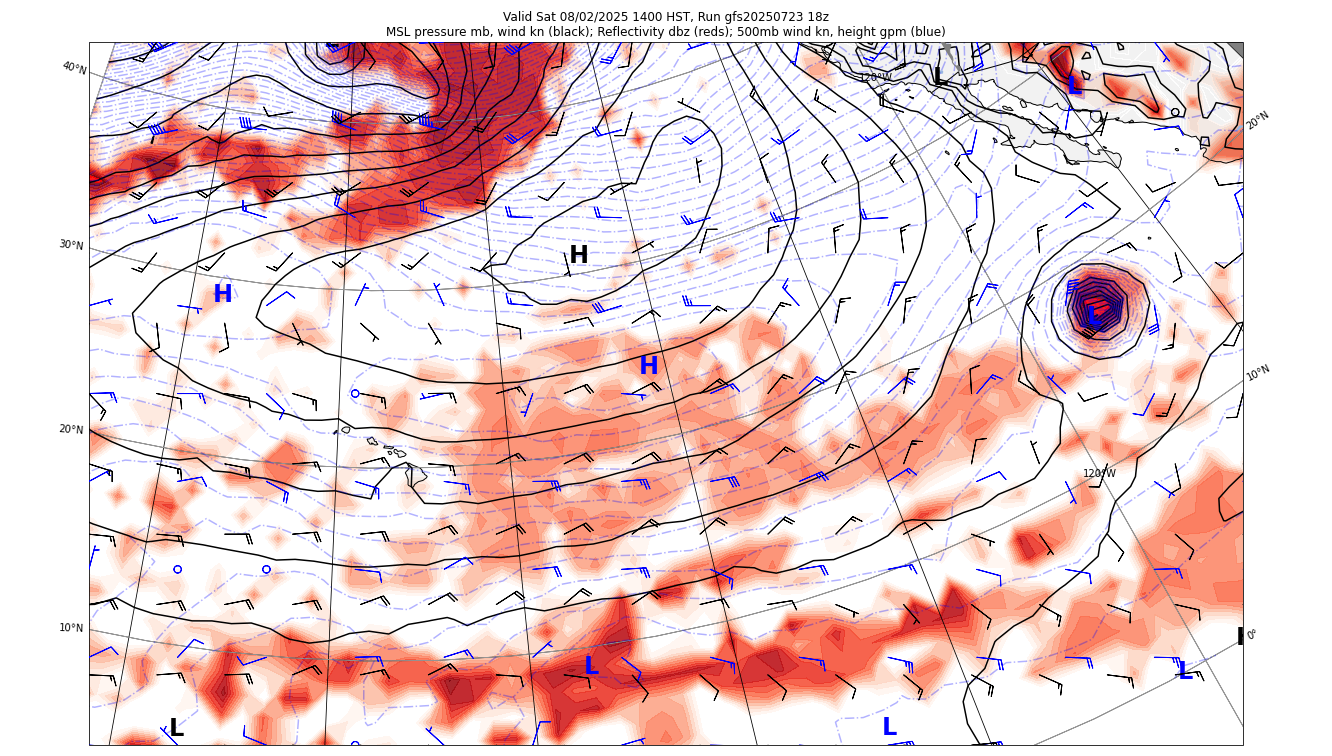 Valid Sat 08/02/2025 1400 HST, Run gfs20250723 18z
MSL pressure mb, wind kn (black); Reflectivity dbz (reds); 500mb wind kn, height gpm (blue)
L
40°N
120°W
L
L
20°N
30°N
H
H
L
H
10°N
20°N
120°W
10°N
0°
L
L
L
L